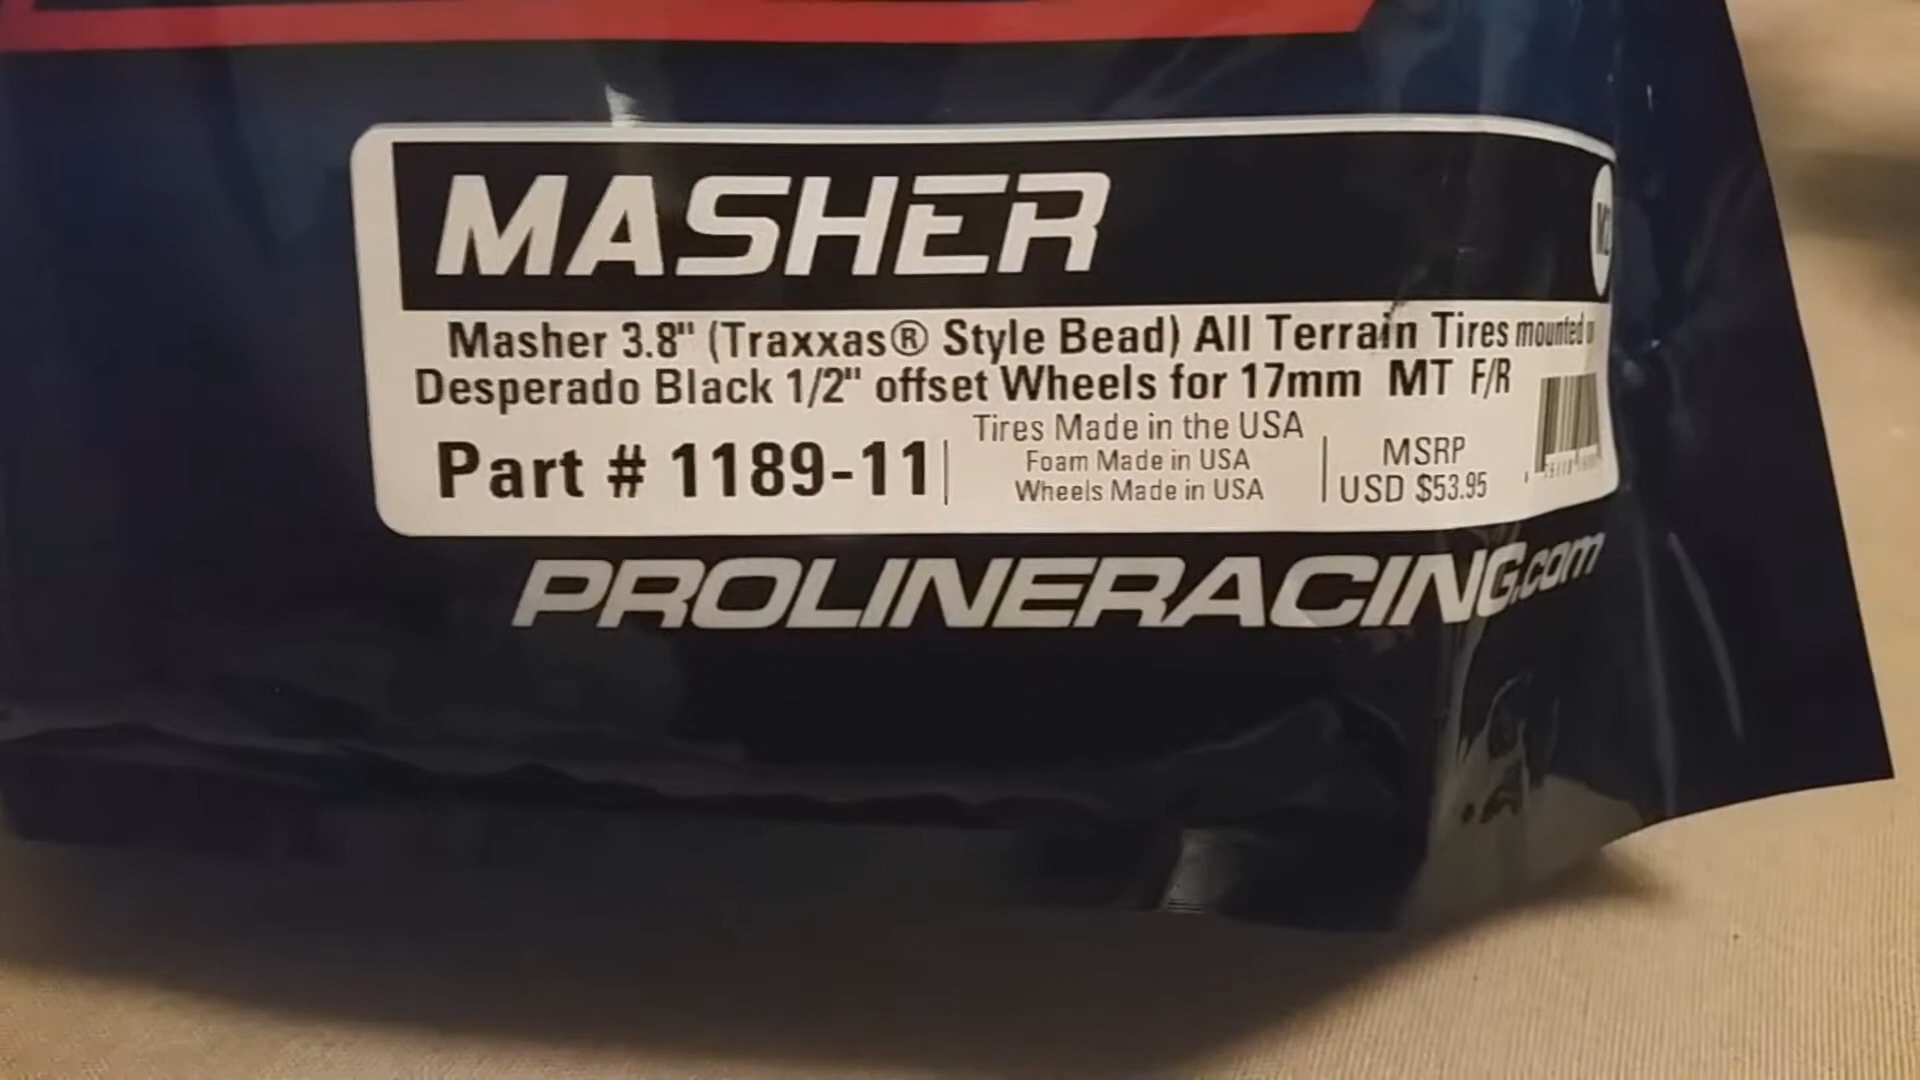 MASHER
Masher 3.8" (Traxxas® Style Bead) All Terrain Tires mounted
Desperado Black 1/2" offset Wheels for 17mm MT F/R
Part # 1189-11
Tires Made in the USA
Foam Made in USA
Wheels Made in USA
MSRP
USD $53.95
PROLINERACING.com